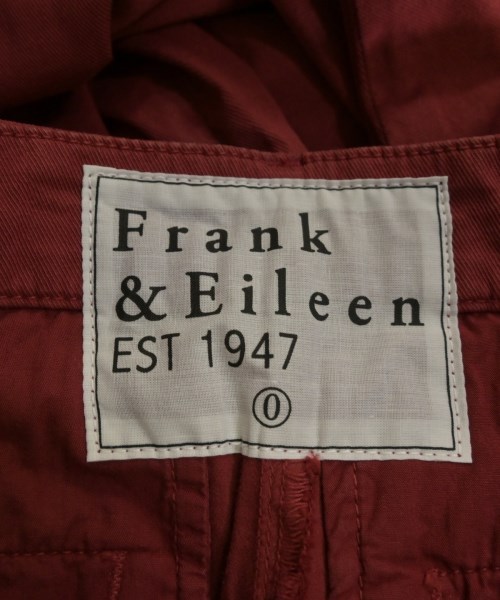 Frank
& Eileen
EST 1947
0